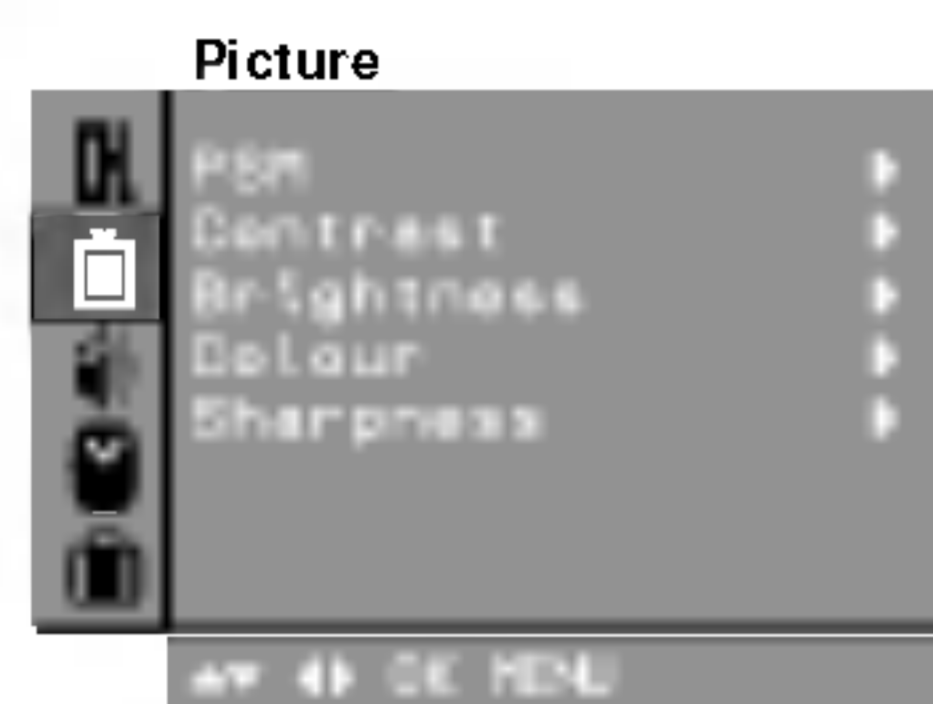 Picture
PSM
Contrast
Brightness
Colour
Sharpness
OK MENU